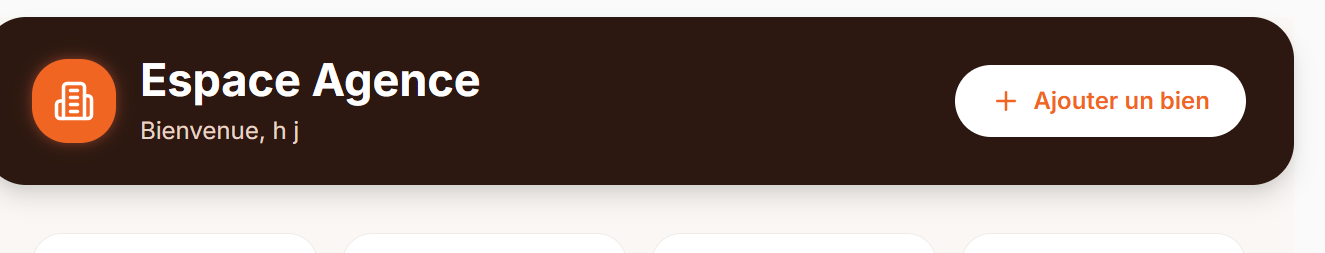 Espace Agence
Bienvenue, h j
Ajouter un bien